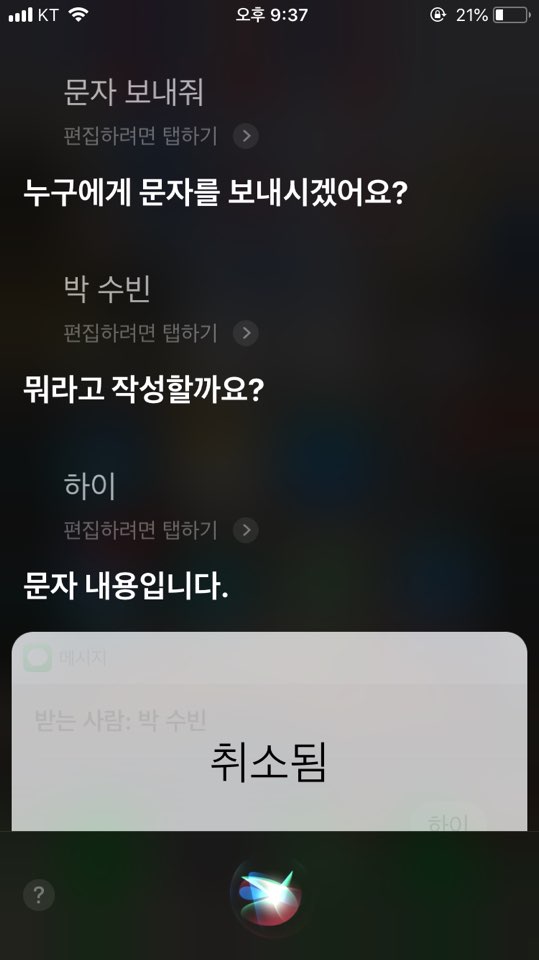 KT 오후 9:37 21%
문자 보내줘
편집하려면 탭하기
누구에게 문자를 보내시겠어요?
박 수빈
편집하려면 탭하기
뭐라고 작성할까요?
하이
편집하려면 탭하기
문자 내용입니다.
메시지
받는 사람: 박 수빈
취소됨
하이
?